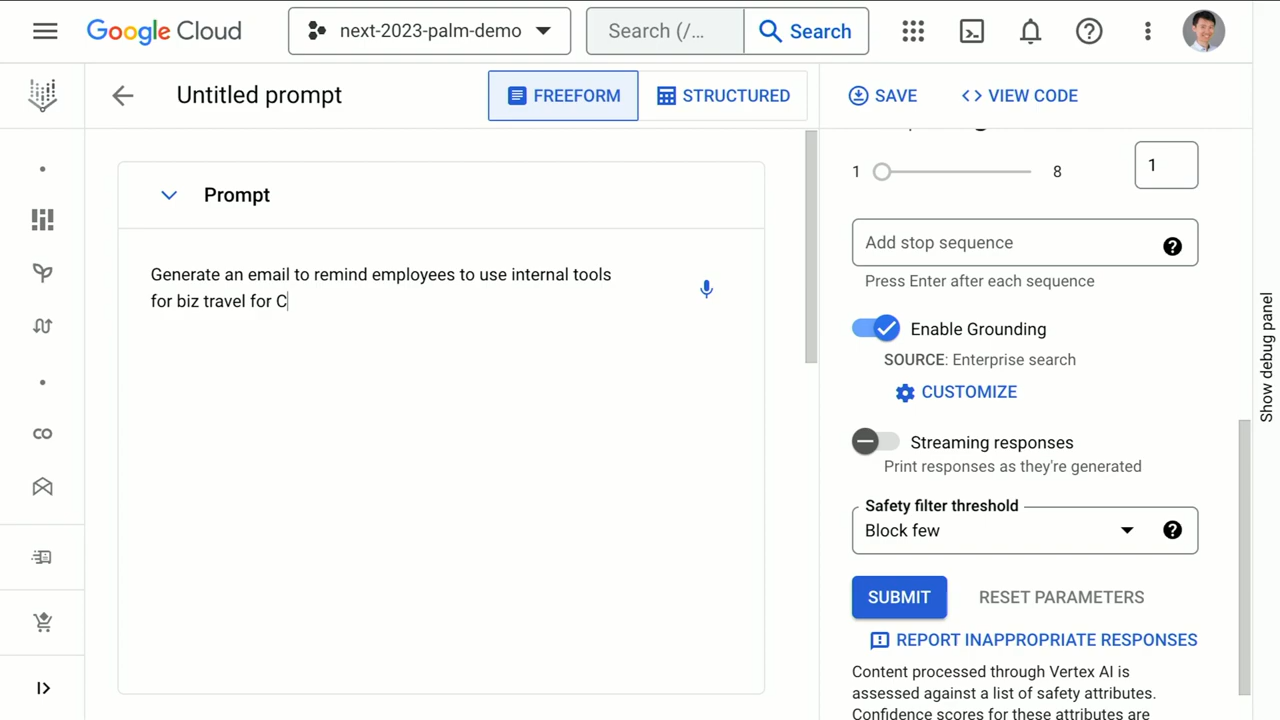 Google Cloud
next-2023-palm-demo
Search (/...
Search
Untitled prompt
FREEFORM
STRUCTURED
SAVE
<> VIEW CODE
Prompt
Generate an email to remind employees to use internal tools
for biz travel for C
1
8
1
Add stop sequence
Press Enter after each sequence
Enable Grounding
SOURCE: Enterprise search
CUSTOMIZE
Streaming responses
Print responses as they're generated
Safety filter threshold
Block few
SUBMIT
RESET PARAMETERS
REPORT INAPPROPRIATE RESPONSES
Content processed through Vertex AI is
assessed against a list of safety attributes.
Confidence scores for these attributes are
Show debug panel